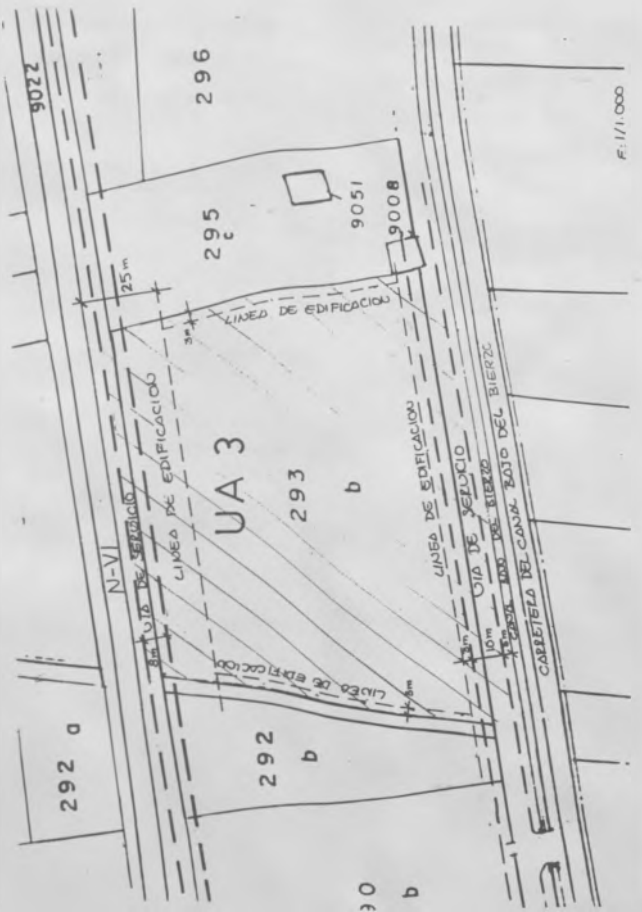 9022
296
295
c
9051
9008
25m
N-VI
VIA DE SERVICIO
8m
LINEA DE EDIFICACION
3m
LINEA DE EDIFICACION
UA 3
293
b
LINEA DE EDIFICACION
3m
LINEA DE EDIFICACION
VIA DE SERVICIO
10m
CANAL BAJO DEL BIERZO
CARRETERA DEL CANAL BAJO DEL BIERZO
292
a
292
b
90
b
E:1/1.000